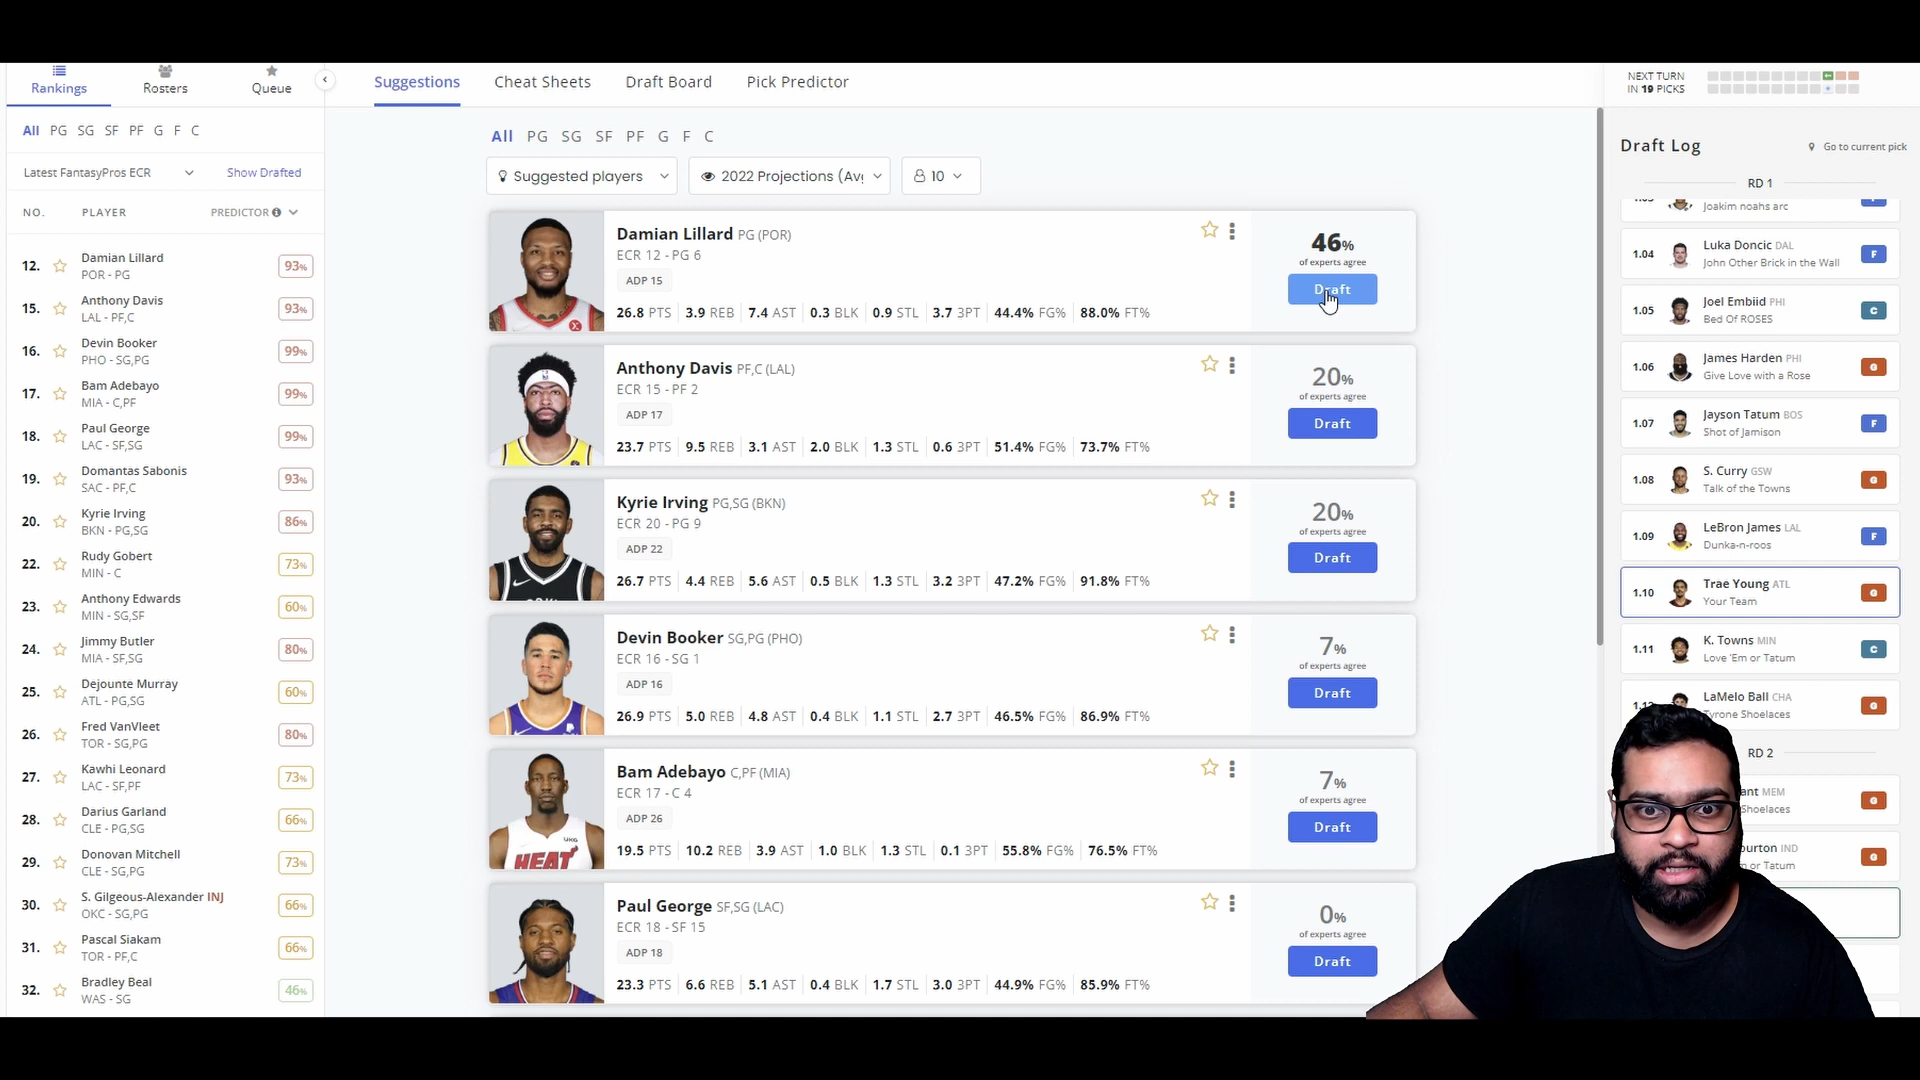 Rankings
Rosters
Queue
All PG SG SF PF G F C
Latest FantasyPros ECR
Show Drafted
NO. PLAYER PREDICTOR
12. Damian Lillard 93%
POR - PG
15. Anthony Davis 93%
LAL - PF,C
16. Devin Booker 99%
PHO - SG,PG
17. Bam Adebayo 99%
MIA - C,PF
18. Paul George 99%
LAC - SF,SG
19. Domantas Sabonis 93%
SAC - PF,C
20. Kyrie Irving 86%
BKN - PG,SG
22. Rudy Gobert 73%
MIN - C
23. Anthony Edwards 60%
MIN - SG,SF
24. Jimmy Butler 80%
MIA - SF,SG
25. Dejounte Murray 60%
ATL - PG,SG
26. Fred VanVleet 80%
TOR - SG,PG
27. Kawhi Leonard 73%
LAC - SF,PF
28. Darius Garland 66%
CLE - PG,SG
29. Donovan Mitchell 73%
CLE - SG,PG
30. S. Gilgeous-Alexander INJ 66%
OKC - SG,PG
31. Pascal Siakam 66%
TOR - PF,C
32. Bradley Beal 46%
WAS - SG
Suggestions Cheat Sheets Draft Board Pick Predictor
All PG SG SF PF G F C
Suggested players
2022 Projections (Avg
10
Damian Lillard PG (POR)
ECR 12 - PG 6
ADP 15
26.8 PTS 3.9 REB 7.4 AST 0.3 BLK 0.9 STL 3.7 3PT 44.4% FG% 88.0% FT%
46%
of experts agree
Draft
Anthony Davis PF,C (LAL)
ECR 15 - PF 2
ADP 17
23.7 PTS 9.5 REB 3.1 AST 2.0 BLK 1.3 STL 0.6 3PT 51.4% FG% 73.7% FT%
20%
of experts agree
Draft
Kyrie Irving PG,SG (BKN)
ECR 20 - PG 9
ADP 22
26.7 PTS 4.4 REB 5.6 AST 0.5 BLK 1.3 STL 3.2 3PT 47.2% FG% 91.8% FT%
20%
of experts agree
Draft
Devin Booker SG,PG (PHO)
ECR 16 - SG 1
ADP 16
26.9 PTS 5.0 REB 4.8 AST 0.4 BLK 1.1 STL 2.7 3PT 46.5% FG% 86.9% FT%
7%
of experts agree
Draft
Bam Adebayo C,PF (MIA)
ECR 17 - C 4
ADP 26
19.5 PTS 10.2 REB 3.9 AST 1.0 BLK 1.3 STL 0.1 3PT 55.8% FG% 76.5% FT%
7%
of experts agree
Draft
HEAT
Paul George SF,SG (LAC)
ECR 18 - SF 15
ADP 18
23.3 PTS 6.6 REB 5.1 AST 0.4 BLK 1.7 STL 3.0 3PT 44.9% FG% 85.9% FT%
0%
of experts agree
Draft
NEXT TURN
IN 19 PICKS
Draft Log
Go to current pick
RD 1
Joakim noahs arc
1.04 Luka Doncic DAL F
John Other Brick in the Wall
1.05 Joel Embiid PHI C
Bed Of ROSES
1.06 James Harden PHI G
Give Love with a Rose
1.07 Jayson Tatum BOS F
Shot of Jamison
1.08 S. Curry GSW G
Talk of the Towns
1.09 LeBron James LAL F
Dunka-n-roos
1.10 Trae Young ATL G
Your Team
1.11 K. Towns MIN C
Love 'Em or Tatum
LaMelo Ball CHA G
Tyrone Shoelaces
RD 2
ant MEM G
Shoelaces
burton IND G
m or Tatum